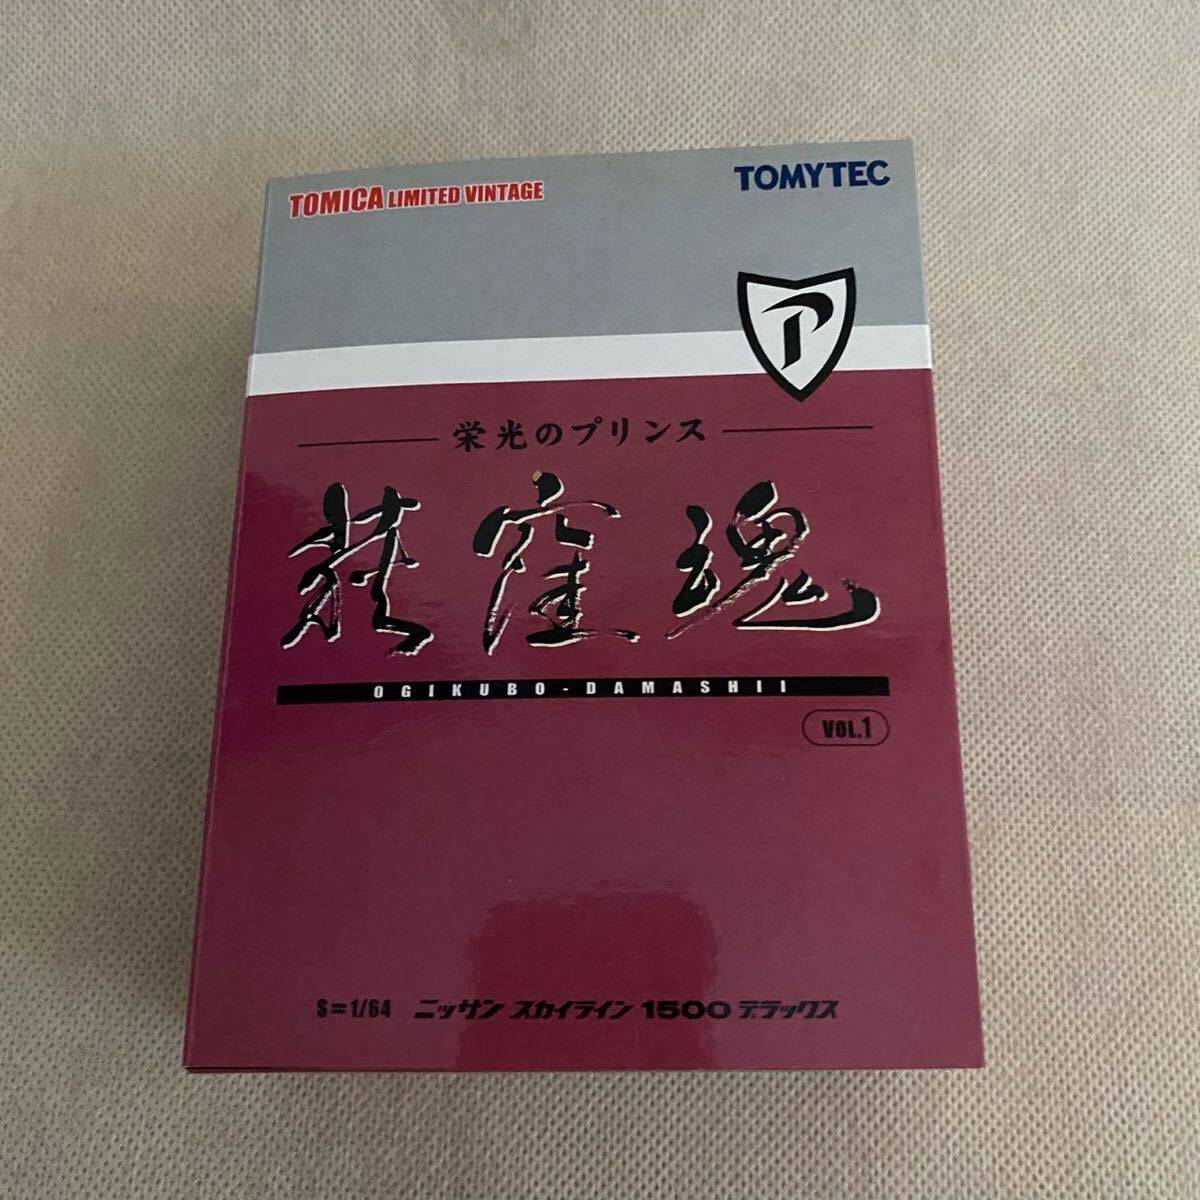 TOMICA LIMITED VINTAGE
TOMYTEC
P
栄光のプリンス
荻窪魂
OGIKUBO-DAMASHII
VOL.1
S=1/64 ニッサン スカイライン 1500 デラックス